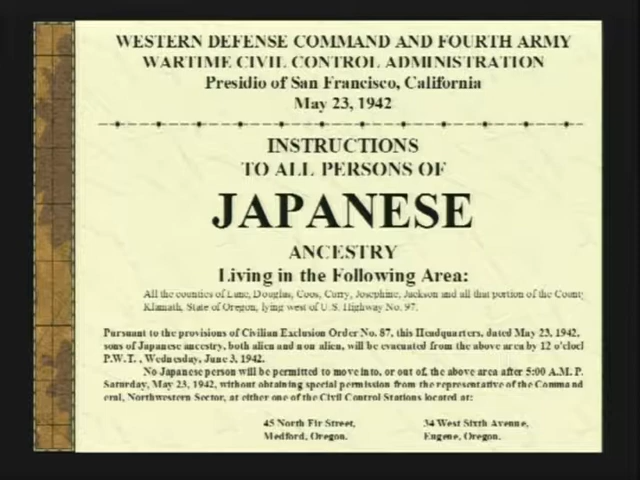 WESTERN DEFENSE COMMAND AND FOURTH ARMY
WARTIME CIVIL CONTROL ADMINISTRATION
Presidio of San Francisco, California
May 23, 1942
INSTRUCTIONS
TO ALL PERSONS OF
JAPANESE
ANCESTRY
Living in the Following Area:
All the counties of Lane, Douglas, Coos, Curry, Josephine, Jackson and all that portion of the County
Klamath, State of Oregon, lying west of U.S. Highway No. 97.
Pursuant to the provisions of Civilian Exclusion Order No. 87, this Headquarters, dated May 23, 1942,
sons of Japanese ancestry, both alien and non alien, will be evacuated from the above area by 12 o'clocl
P.W.T. , Wednesday, June 3, 1942.
No Japanese person will be permitted to move into, or out of, the above area after 5:00 A.M. P.
Saturday, May 23, 1942, without obtaining special permission from the representative of the Command
eral, Northwestern Sector, at either one of the Civil Control Stations located at:
45 North Fir Street, 34 West Sixth Avenue,
Medford, Oregon. Eugene, Oregon.